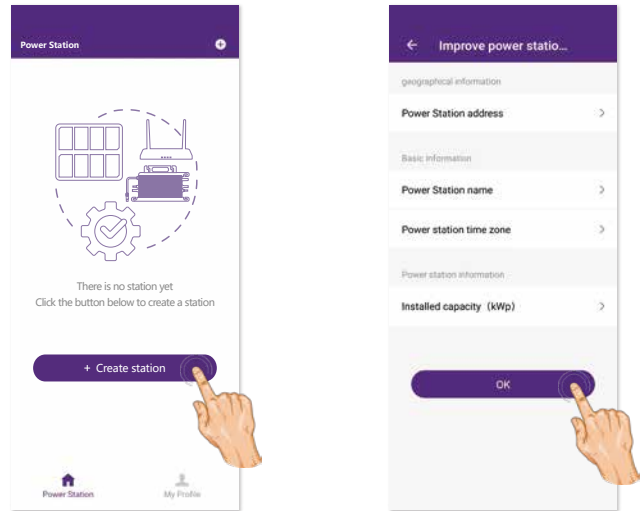 Power Station
There is no station yet
Click the button below to create a station
+ Create station
Power Station
My Profile
Improve power statio...
geographical information
Power Station address
Basic information
Power Station name
Power station time zone
Power station information
Installed capacity (kWp)
OK